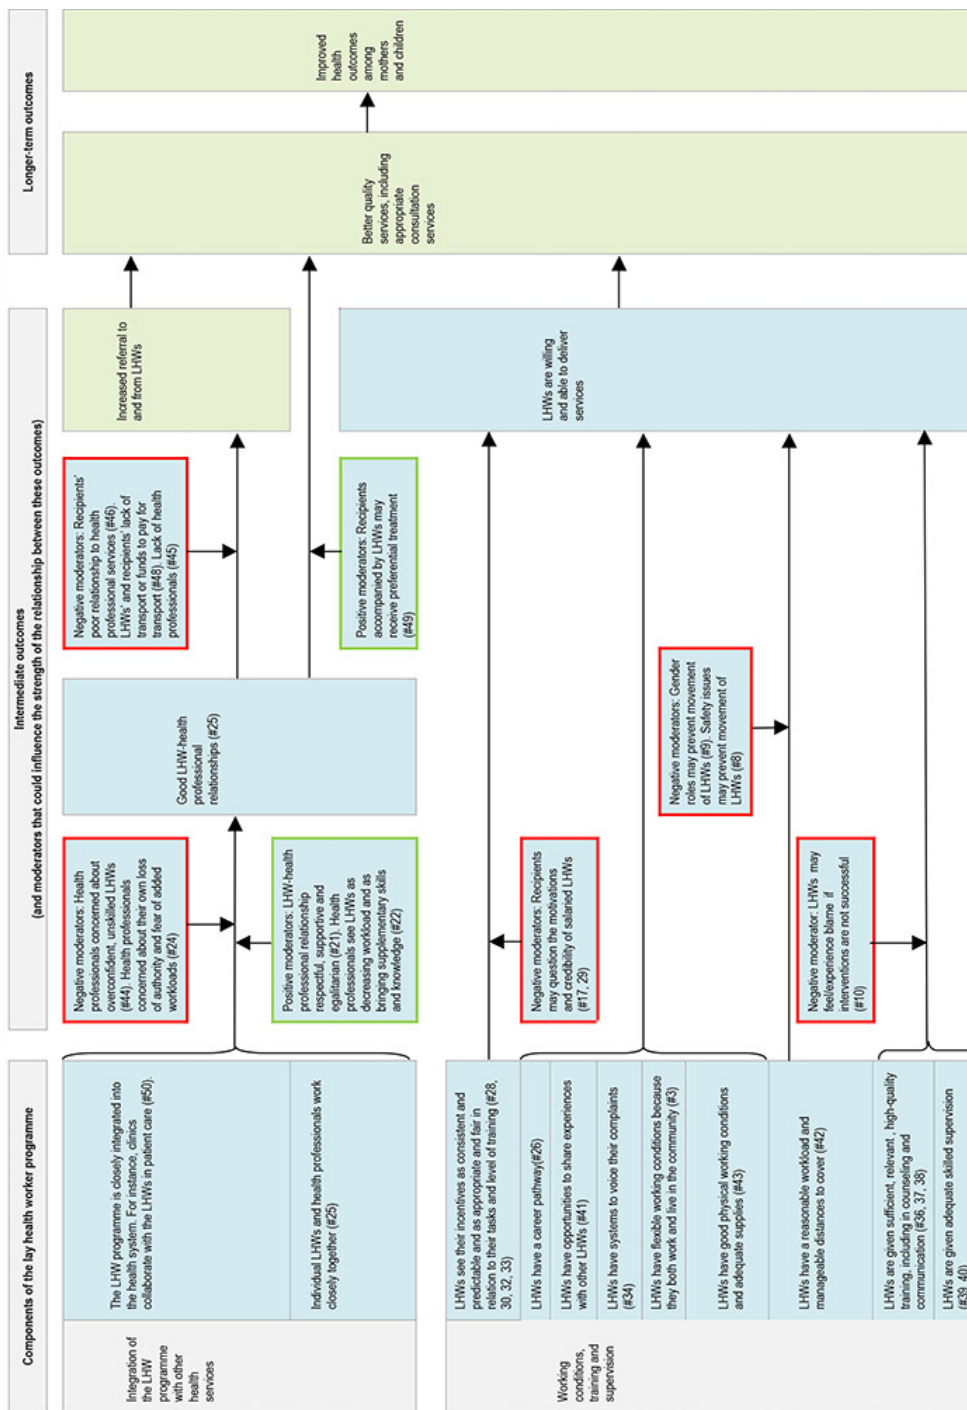 Components of the lay health worker programme
Intermediate outcomes
(and moderators that could influence the strength of the relationship between these outcomes)
Longer-term outcomes
Integration of
the LHW
programme
with other
health
services
The LHW programme is closely integrated into
the health system. For instance, clinics
collaborate with the LHWs in patient care (#50).
Individual LHWs and health professionals work
closely together (#25)
Negative moderators: Health
professionals concerned about
overconfident, unskilled LHWs
(#44). Health professionals
concerned about their own loss
of authority and fear of added
workloads (#24)
Positive moderators: LHW-health
professional relationship
respectful, supportive and
egalitarian (#21). Health
professionals see LHWs as
decreasing workload and as
bringing supplementary skills
and knowledge (#22)
Good LHW-health
professional
relationships (#25)
Negative moderators: Recipients'
poor relationship to health
professional services (#46).
LHWs' and recipients' lack of
transport or funds to pay for
transport (#48). Lack of health
professionals (#45)
Positive moderators: Recipients
accompanied by LHWs may
receive preferential treatment
(#49)
Increased referral to
and from LHWs
Better quality
services, including
appropriate
consultation
services
Improved
health
outcomes
among
mothers
and children
Working
conditions,
training and
supervision
LHWs see their incentives as consistent and
predictable and as appropriate and fair in
relation to their tasks and level of training (#28,
30, 32, 33)
LHWs have a career pathway(#26)
LHWs have opportunities to share experiences
with other LHWs (#41)
LHWs have systems to voice their complaints
(#34)
LHWs have flexible working conditions because
they both work and live in the community (#3)
LHWs have good physical working conditions
and adequate supplies (#43)
LHWs have a reasonable workload and
manageable distances to cover (#42)
LHWs are given sufficient, relevant , high-quality
training, including in counseling and
communication (#36, 37, 38)
LHWs are given adequate skilled supervision
(#39, 40)
Negative moderators: Recipients
may question the motivations
and credibility of salaried LHWs
(#17, 29)
Negative moderators: Gender
roles may prevent movement
of LHWs (#9). Safety issues
may prevent movement of
LHWs (#8)
Negative moderator: LHWs may
feel/experience blame if
interventions are not successful
(#10)
LHWs are willing
and able to deliver
services